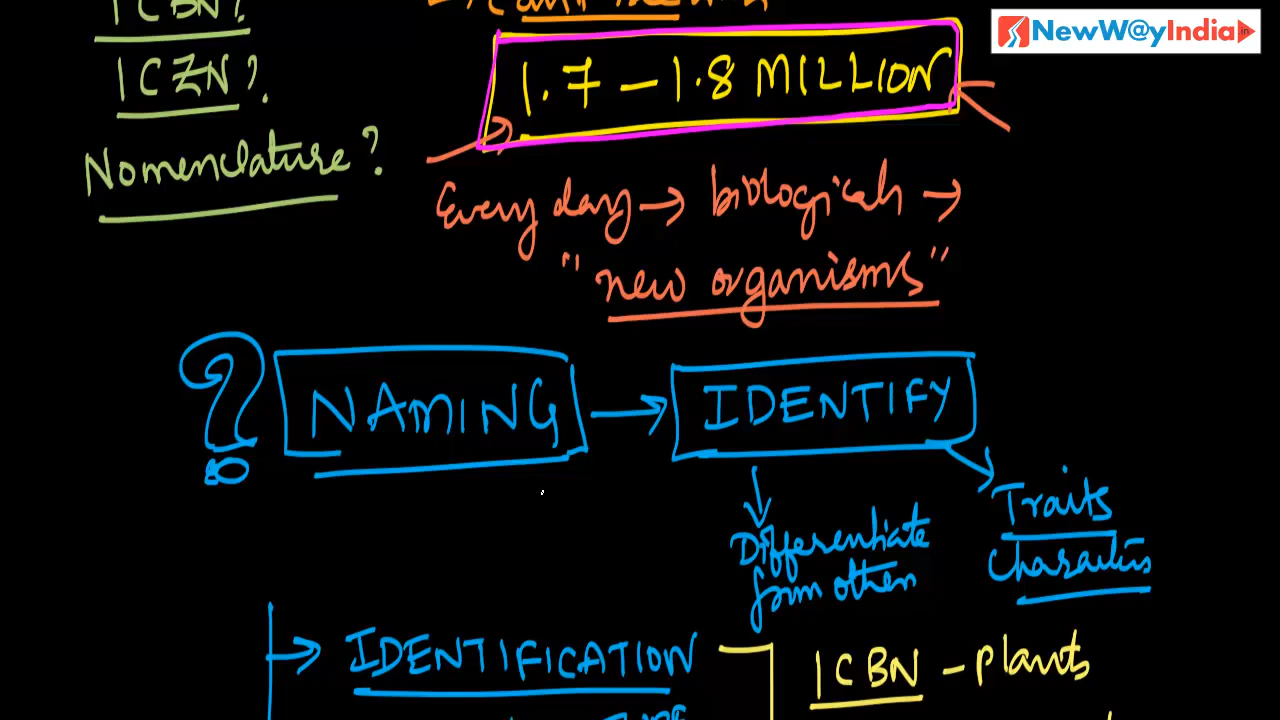 ICBN?
NewW@yIndia
ICZN?
1.7 – 1.8 MILLION
Nomenclature?
Every day → biological →
"new organisms"
? NAMING → IDENTIFY
Traits
Characters
Differentiate
from other
→ IDENTIFICATION
ICBN – plants